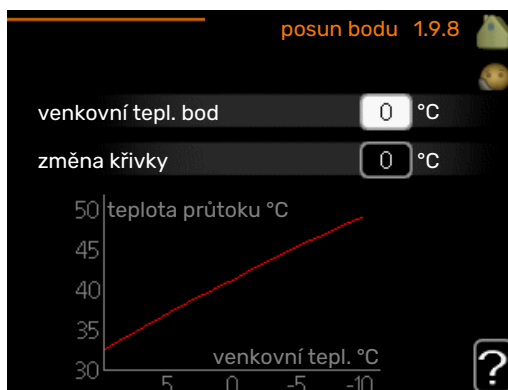 posun bodu 1.9.8
venkovní tepl. bod 0 °C
změna křivky 0 °C
teplota průtoku °C
50
45
40
35
30
venkovní tepl. °C
5 0 -5 -10
?